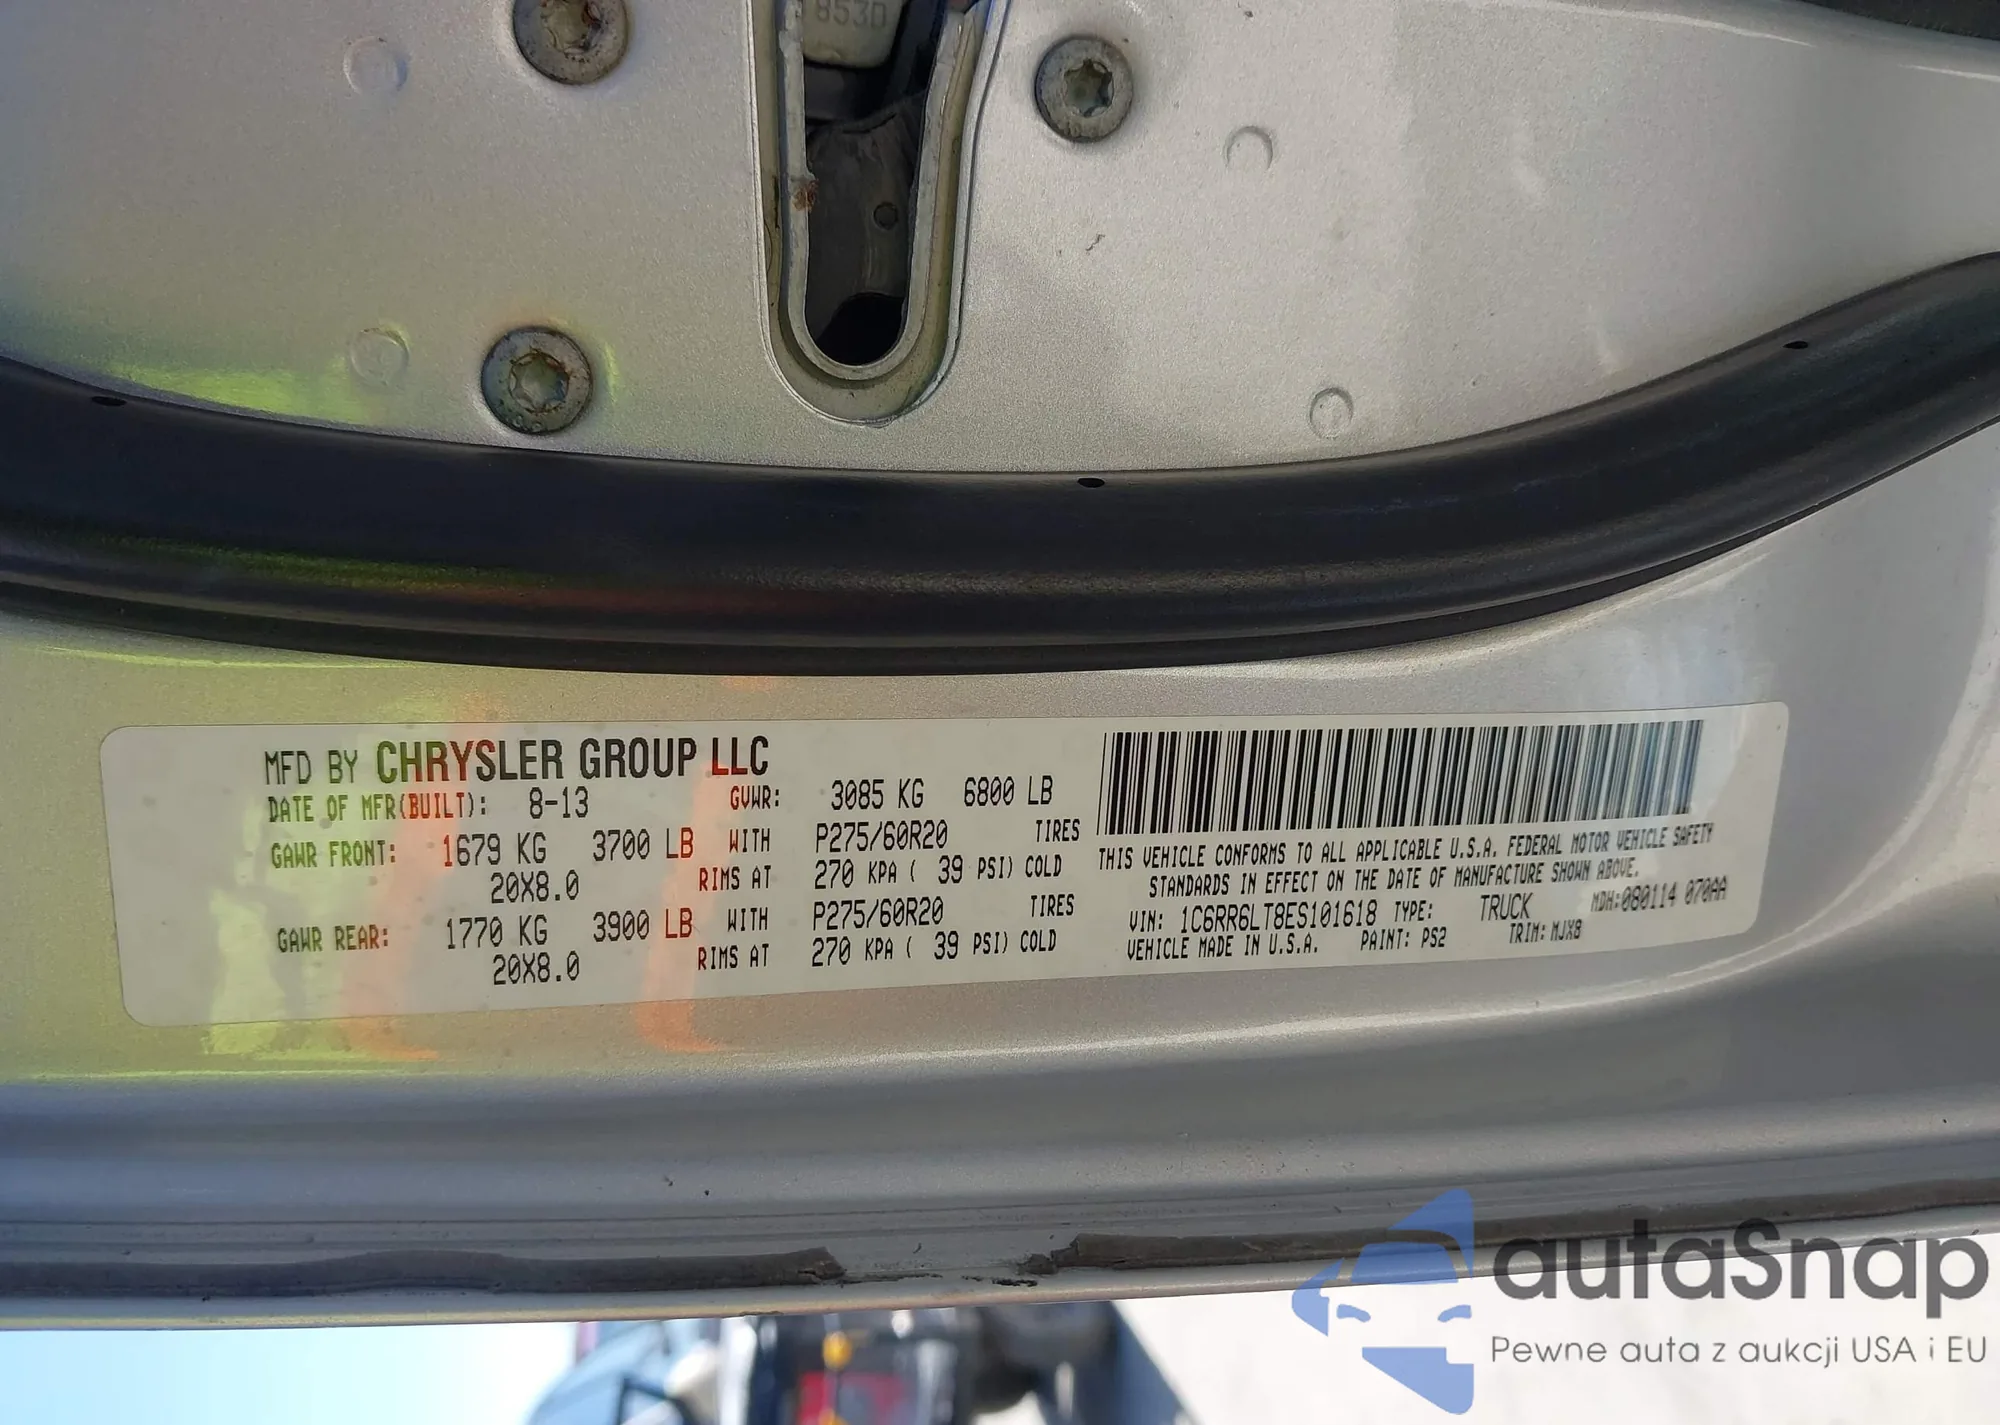 853D
MFD BY CHRYSLER GROUP LLC
DATE OF MFR(BUILT): 8-13 GVWR: 3085 KG 6800 LB
GAWR FRONT: 1679 KG 3700 LB WITH P275/60R20 TIRES
20X8.0 RIMS AT 270 KPA ( 39 PSI) COLD
GAWR REAR: 1770 KG 3900 LB WITH P275/60R20 TIRES
20X8.0 RIMS AT 270 KPA ( 39 PSI) COLD
THIS VEHICLE CONFORMS TO ALL APPLICABLE U.S.A. FEDERAL MOTOR VEHICLE SAFETY
STANDARDS IN EFFECT ON THE DATE OF MANUFACTURE SHOWN ABOVE.
VIN: 1C6RR6LT8ES101618 TYPE: TRUCK MDH:080114 070AA
VEHICLE MADE IN U.S.A. PAINT: PS2 TRIM: MJX8
autaSnap
Pewne auta z aukcji USA i EU